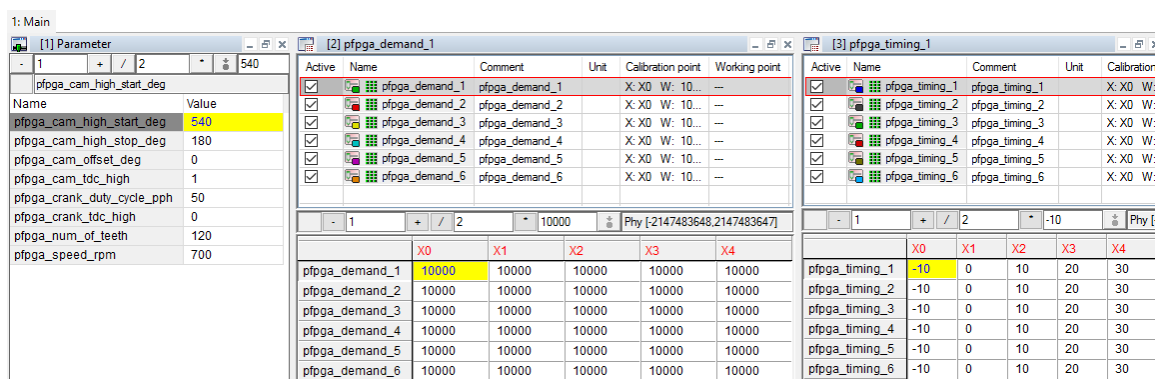 1: Main
[1] Parameter
- 1 + / 2 * 540
pfpga_cam_high_start_deg
Name Value
pfpga_cam_high_start_deg 540
pfpga_cam_high_stop_deg 180
pfpga_cam_offset_deg 0
pfpga_cam_tdc_high 1
pfpga_crank_duty_cycle_pph 50
pfpga_crank_tdc_high 0
pfpga_num_of_teeth 120
pfpga_speed_rpm 700
[2] pfpga_demand_1
Active Name Comment Unit Calibration point Working point
pfpga_demand_1 pfpga_demand_1 X: X0 W: 10... ---
pfpga_demand_2 pfpga_demand_2 X: X0 W: 10... ---
pfpga_demand_3 pfpga_demand_3 X: X0 W: 10... ---
pfpga_demand_4 pfpga_demand_4 X: X0 W: 10... ---
pfpga_demand_5 pfpga_demand_5 X: X0 W: 10... ---
pfpga_demand_6 pfpga_demand_6 X: X0 W: 10... ---
- 1 + / 2 * 10000 Phy [-2147483648,2147483647]
X0 X1 X2 X3 X4
pfpga_demand_1 10000 10000 10000 10000 10000
pfpga_demand_2 10000 10000 10000 10000 10000
pfpga_demand_3 10000 10000 10000 10000 10000
pfpga_demand_4 10000 10000 10000 10000 10000
pfpga_demand_5 10000 10000 10000 10000 10000
pfpga_demand_6 10000 10000 10000 10000 10000
[3] pfpga_timing_1
Active Name Comment Unit Calibration
pfpga_timing_1 pfpga_timing_1 X: X0 W:
pfpga_timing_2 pfpga_timing_2 X: X0 W:
pfpga_timing_3 pfpga_timing_3 X: X0 W:
pfpga_timing_4 pfpga_timing_4 X: X0 W:
pfpga_timing_5 pfpga_timing_5 X: X0 W:
pfpga_timing_6 pfpga_timing_6 X: X0 W:
- 1 + / 2 * -10 Phy [-
X0 X1 X2 X3 X4
pfpga_timing_1 -10 0 10 20 30
pfpga_timing_2 -10 0 10 20 30
pfpga_timing_3 -10 0 10 20 30
pfpga_timing_4 -10 0 10 20 30
pfpga_timing_5 -10 0 10 20 30
pfpga_timing_6 -10 0 10 20 30